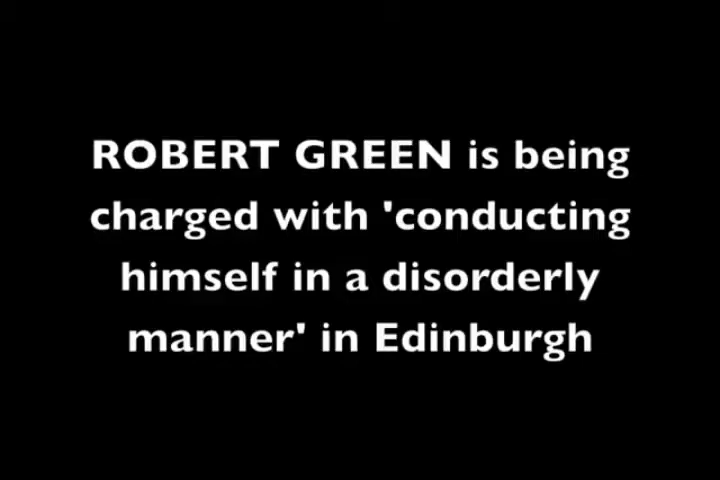 ROBERT GREEN is being
charged with 'conducting
himself in a disorderly
manner' in Edinburgh